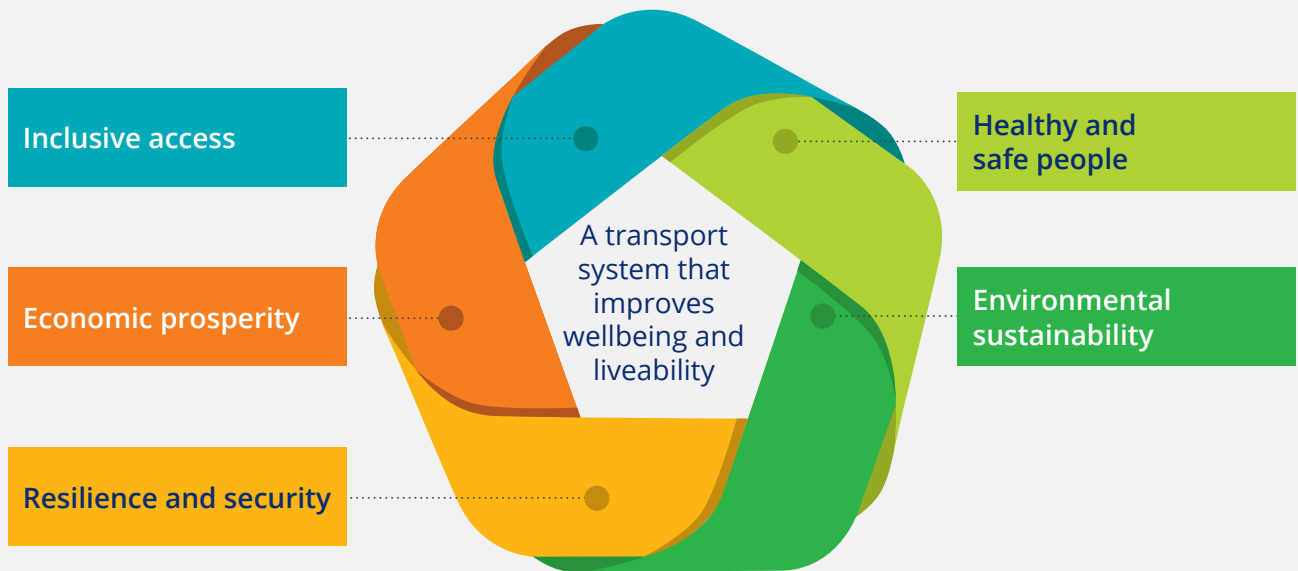 Inclusive access
Economic prosperity
Resilience and security
A transport
system that
improves
wellbeing and
liveability
Healthy and
safe people
Environmental
sustainability